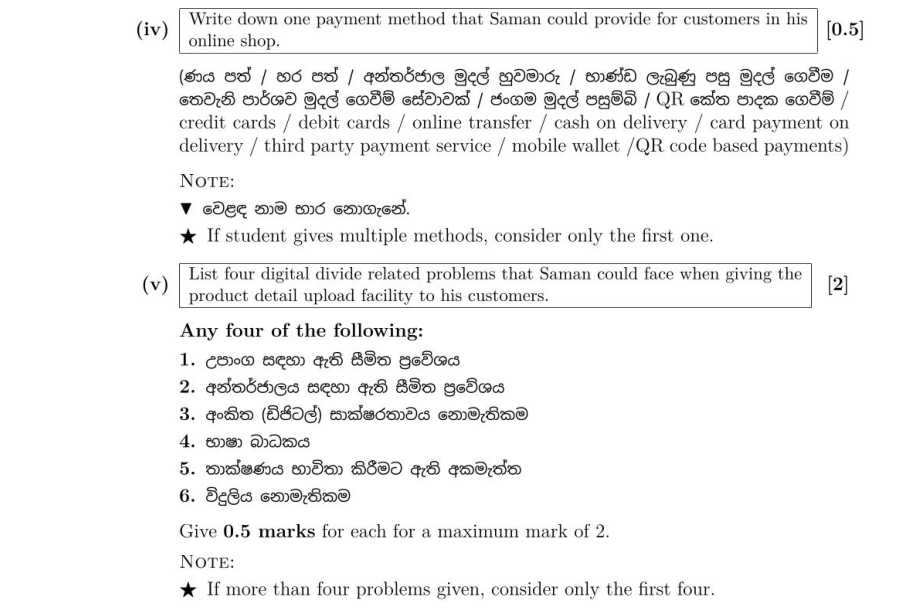 (iv) Write down one payment method that Saman could provide for customers in his [0.5]
online shop.
(ණය පත් / හර පත් / අන්තර්ජාල මුදල් හුවමාරු / භාණ්ඩ ලැබුණු පසු මුදල් ගෙවීම /
තෙවැනි පාර්ශව මුදල් ගෙවීම් සේවාවක් / ජංගම මුදල් පසුම්බි / QR කේත පාදක ගෙවීම් /
credit cards / debit cards / online transfer / cash on delivery / card payment on
delivery / third party payment service / mobile wallet /QR code based payments)
NOTE:
▼ වෙළඳ නාම භාර නොගැනේ.
★ If student gives multiple methods, consider only the first one.
(v) List four digital divide related problems that Saman could face when giving the [2]
product detail upload facility to his customers.
Any four of the following:
1. උපාංග සඳහා ඇති සීමිත ප්‍රවේශය
2. අන්තර්ජාලය සඳහා ඇති සීමිත ප්‍රවේශය
3. අංකිත (ඩිජිටල්) සාක්ෂරතාවය නොමැතිකම
4. භාෂා බාධකය
5. තාක්ෂණය භාවිතා කිරීමට ඇති අකමැත්ත
6. විදුලිය නොමැතිකම
Give 0.5 marks for each for a maximum mark of 2.
NOTE:
★ If more than four problems given, consider only the first four.